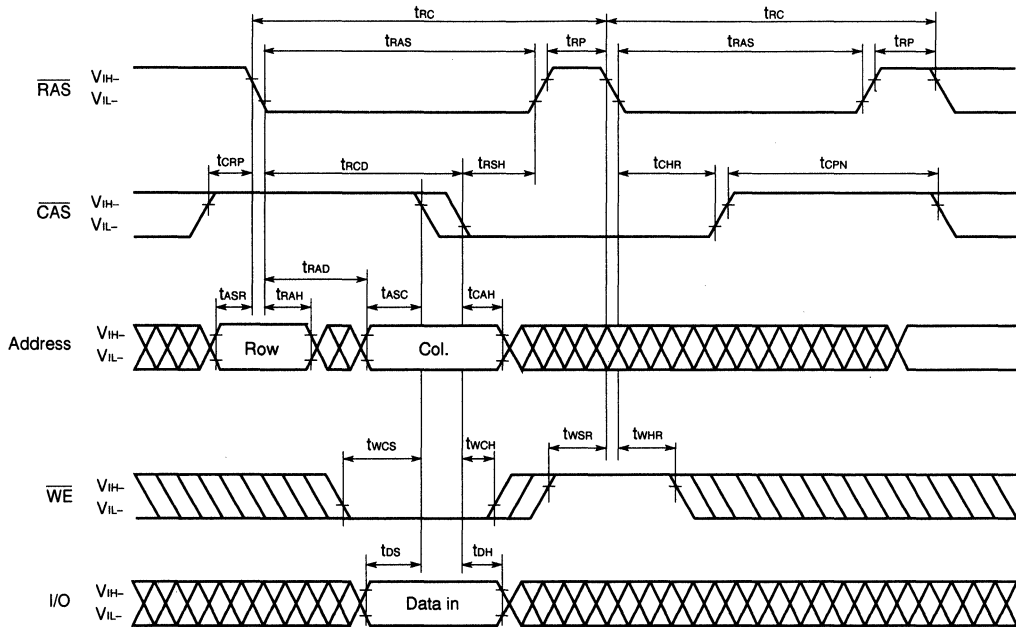 tRC tRC
tRAS tRP tRAS tRP
RAS VIH– VIL–
tCRP tRCD tRSH tCHR tCPN
CAS VIH– VIL–
tRAD
tASR tRAH tASC tCAH
Address VIH– VIL– Row Col.
tWCS tWCH tWSR tWHR
WE VIH– VIL–
tDS tDH
I/O VIH– VIL– Data in